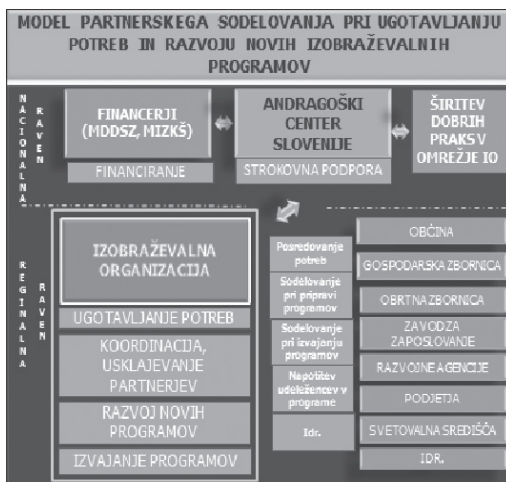 MODEL PARTNERSKEGA SODELOVANJA PRI UGOTAVLJANJU
POTREB IN RAZVOJU NOVIH IZOBRAŽEVALNIH
PROGRAMOV
NACIONALNA
RAVEN
FINANCERJI
(MDDSZ, MIZKŠ)
FINANCIRANJE
ANDRAGOŠKI
CENTER
SLOVENIJE
STROKOVNA PODPORA
ŠIRITEV
DOBRIH
PRAKS V
OMREŽJE IO
REGINALNA
RAVEN
IZOBRAŽEVALNA
ORGANIZACIJA
UGOTAVLJANJE POTREB
KOORDINACIJA,
USKLAJEVANJE
PARTNERJEV
RAZVOJ NOVIH
PROGRAMOV
IZVAJANJE PROGRAMOV
Posredovanje
potreb
Sodelovanje
pri pripravi
programov
Sodelovanje
pri izvajanju
programov
Napotitev
udeležencev v
programe
Idr.
OBČINA
GOSPODARSKA ZBORNICA
OBRTNA ZBORNICA
ZAVOD ZA
ZAPOSLOVANJE
RAZVOJNE AGENCIJE
PODJETJA
SVETOVALNA SREDIŠČA
IDR.